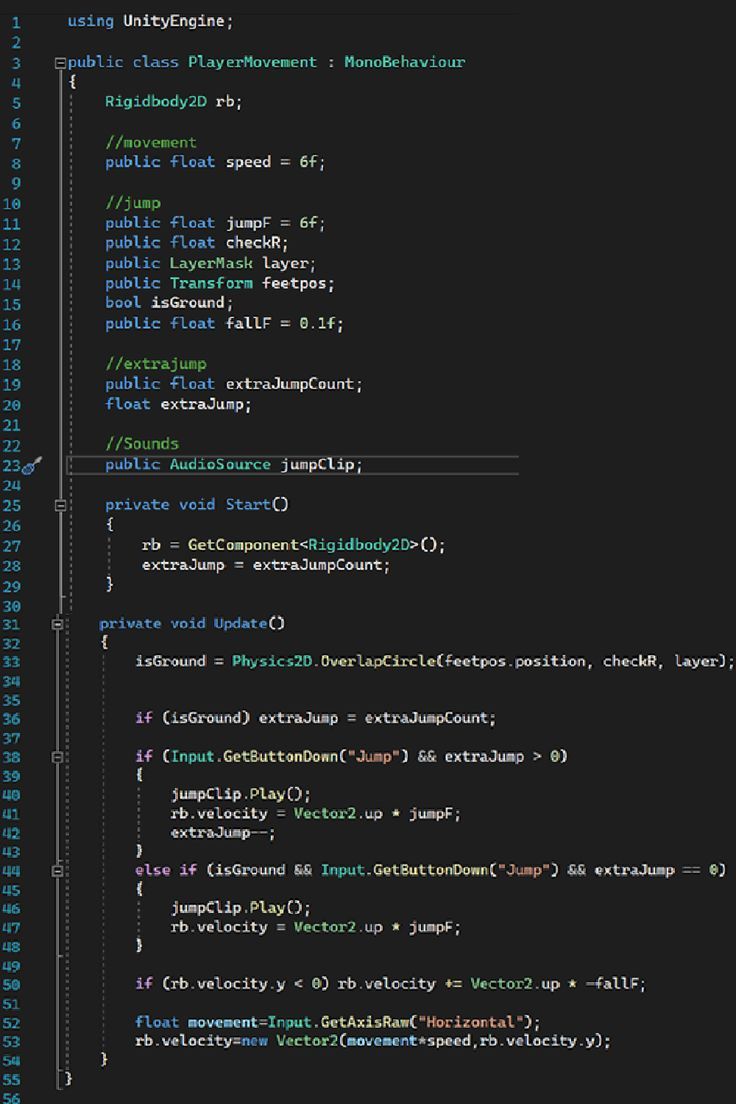 1 using UnityEngine;
2
3 public class PlayerMovement : MonoBehaviour
4 {
5 Rigidbody2D rb;
6
7 //movement
8 public float speed = 6f;
9
10 //jump
11 public float jumpF = 6f;
12 public float checkR;
13 public LayerMask layer;
14 public Transform feetpos;
15 bool isGround;
16 public float fallF = 0.1f;
17
18 //extrajump
19 public float extraJumpCount;
20 float extraJump;
21
22 //Sounds
23 public AudioSource jumpClip;
24
25 private void Start()
26 {
27 rb = GetComponent<Rigidbody2D>();
28 extraJump = extraJumpCount;
29 }
30
31 private void Update()
32 {
33 isGround = Physics2D.OverlapCircle(feetpos.position, checkR, layer);
34
35
36 if (isGround) extraJump = extraJumpCount;
37
38 if (Input.GetButtonDown("Jump") && extraJump > 0)
39 {
40 jumpClip.Play();
41 rb.velocity = Vector2.up * jumpF;
42 extraJump--;
43 }
44 else if (isGround && Input.GetButtonDown("Jump") && extraJump == 0)
45 {
46 jumpClip.Play();
47 rb.velocity = Vector2.up * jumpF;
48 }
49
50 if (rb.velocity.y < 0) rb.velocity += Vector2.up * -fallF;
51
52 float movement=Input.GetAxisRaw("Horizontal");
53 rb.velocity=new Vector2(movement*speed,rb.velocity.y);
54 }
55 }
56